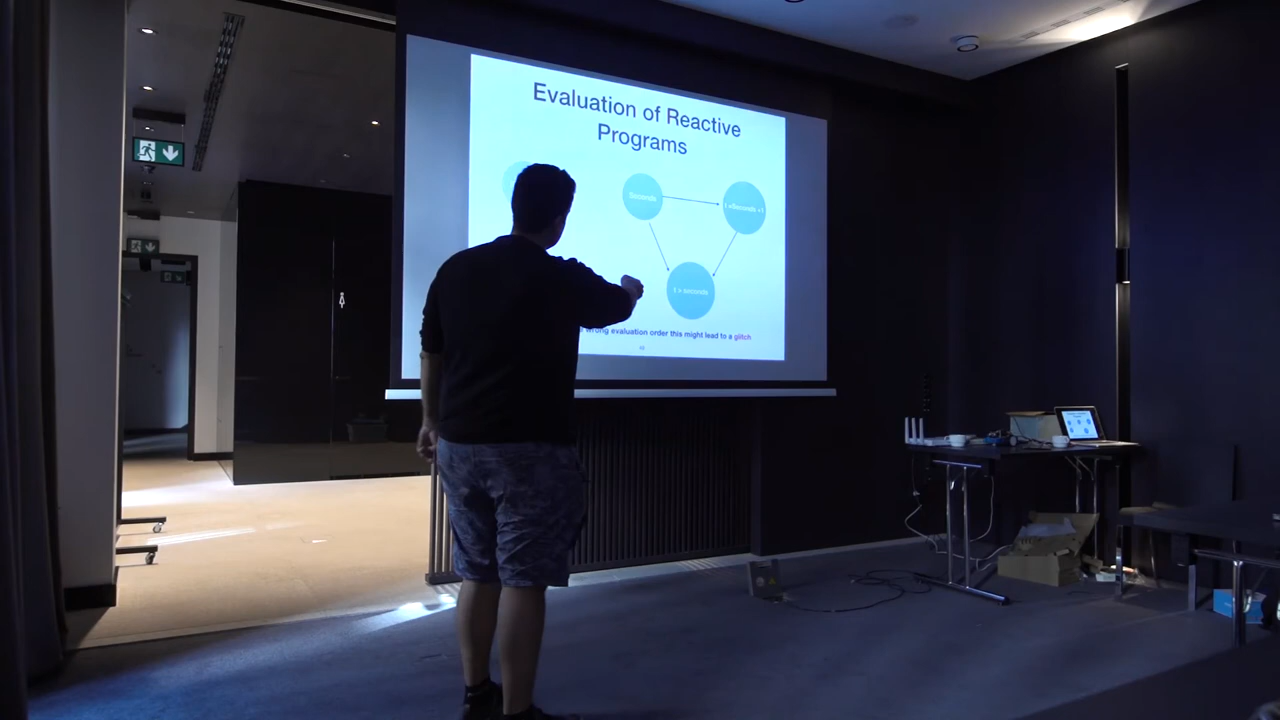 Evaluation of Reactive
Programs
Seconds
t =Seconds +1
t > seconds
wrong evaluation order this might lead to a glitch